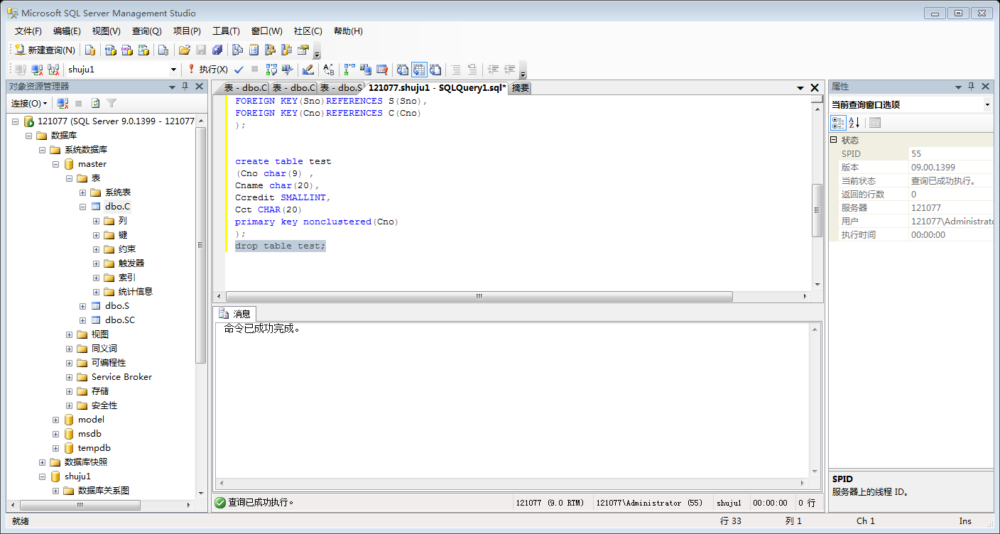 Microsoft SQL Server Management Studio
文件(F) 编辑(E) 视图(V) 查询(Q) 项目(P) 工具(T) 窗口(W) 社区(C) 帮助(H)
新建查询(N)
shuju1 执行(X)
对象资源管理器
连接(O)
121077 (SQL Server 9.0.1399 - 121077
数据库
系统数据库
master
表
系统表
dbo.C
列
键
约束
触发器
索引
统计信息
dbo.S
dbo.SC
视图
同义词
可编程性
Service Broker
存储
安全性
model
msdb
tempdb
数据库快照
shuju1
数据库关系图
表 - dbo.C 表 - dbo.C 表 - dbo.S 121077.shuju1 - SQLQuery1.sql* 摘要
FOREIGN KEY(Sno)REFERENCES S(Sno),
FOREIGN KEY(Cno)REFERENCES C(Cno)
);
create table test
(Cno char(9) ,
Cname char(20),
Ccredit SMALLINT,
Cct CHAR(20)
primary key nonclustered(Cno)
);
drop table test;
消息
命令已成功完成。
查询已成功执行。 121077 (9.0 RTM) 121077\Administrator (55) shuju1 00:00:00 0 行
属性
当前查询窗口选项
状态
SPID 55
版本 09.00.1399
当前状态 查询已成功执行。
返回的行数 0
服务器 121077
用户 121077\Administrato
执行时间 00:00:00
SPID
服务器上的线程 ID。
就绪 行 33 列 1 Ch 1 Ins